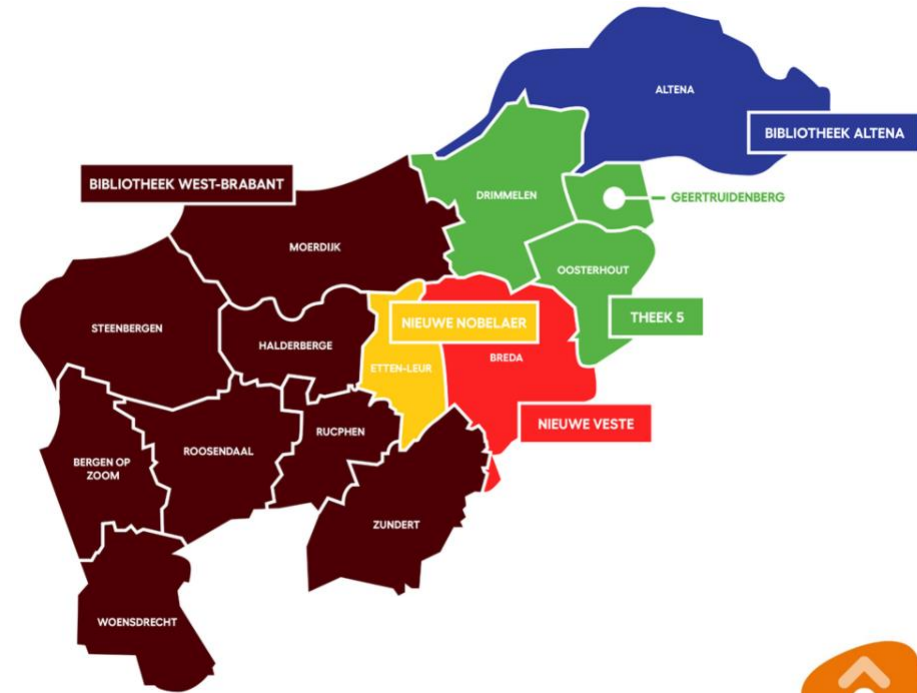 ALTENA
BIBLIOTHEEK ALTENA
BIBLIOTHEEK WEST-BRABANT
DRIMMELEN
GEERTRUIDENBERG
MOERDIJK
OOSTERHOUT
THEEK 5
NIEUWE NOBELAER
STEENBERGEN
HALDERBERGE
BREDA
ETTEN-LEUR
NIEUWE VESTE
RUCPHEN
ROOSENDAAL
BERGEN OP
ZOOM
ZUNDERT
WOENSDRECHT